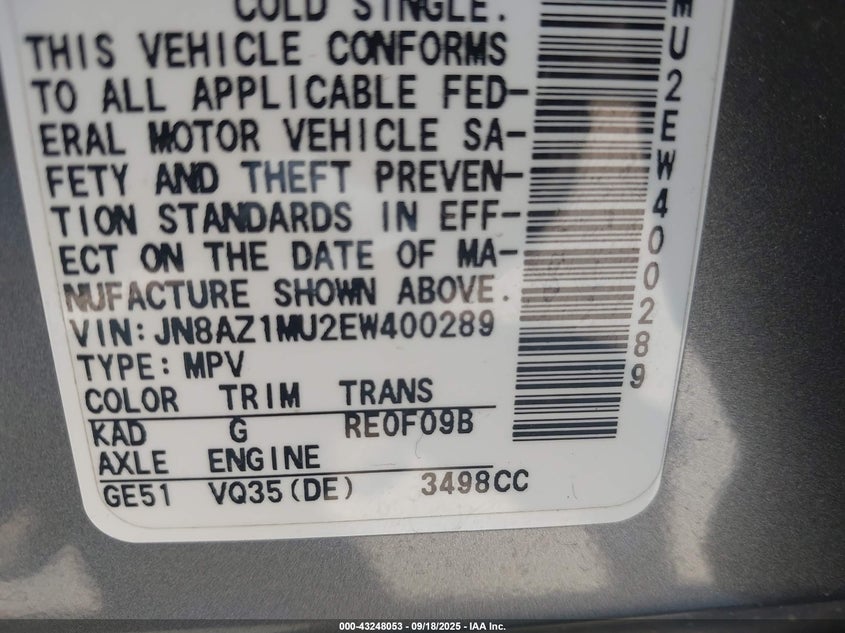 COLD SINGLE.
THIS VEHICLE CONFORMS
TO ALL APPLICABLE FED-
ERAL MOTOR VEHICLE SA-
FETY AND THEFT PREVEN-
TION STANDARDS IN EFF-
ECT ON THE DATE OF MA-
NUFACTURE SHOWN ABOVE.
VIN:JN8AZ1MU2EW400289
TYPE:MPV
COLOR TRIM TRANS
KAD G RE0F09B
AXLE ENGINE
GE51 VQ35(DE) 3498CC
MU2EW400289
000-43248053 — 09/18/2025 — IAA Inc.